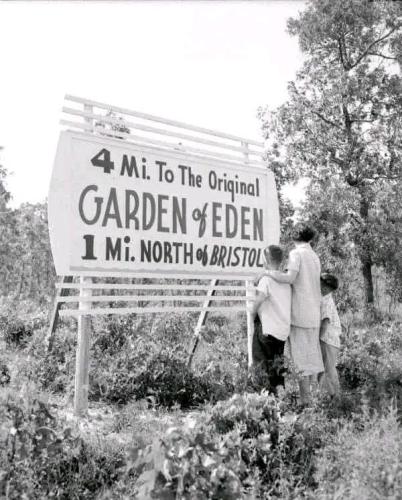 4 Mi. To The Original
GARDEN of EDEN
1 Mi. NORTH of BRISTOL